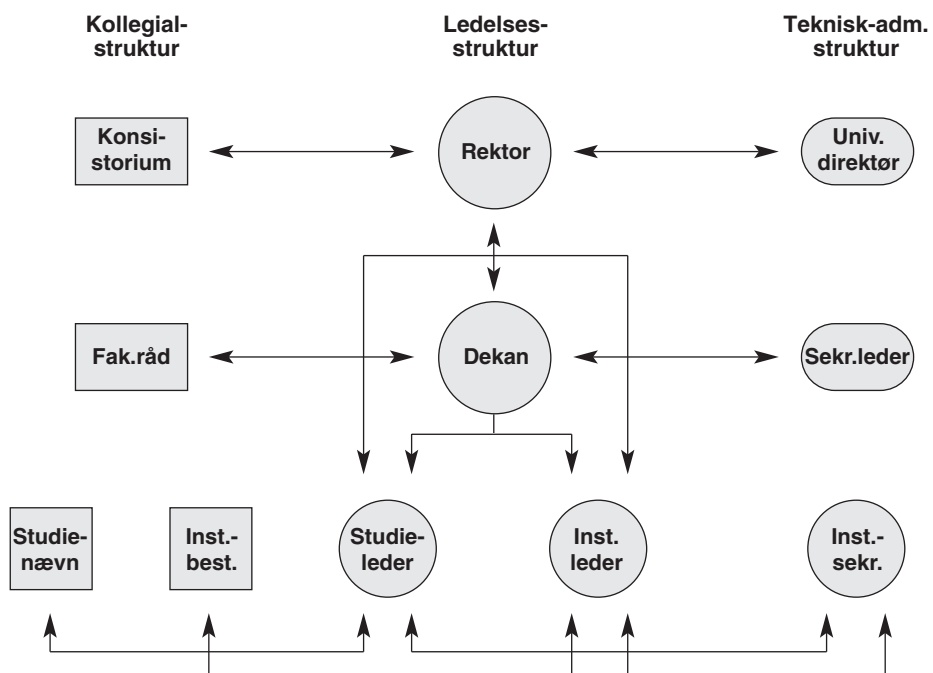 Kollegial-
struktur
Ledelses-
struktur
Teknisk-adm.
struktur
Konsi-
storium
Rektor
Univ.
direktør
Fak.råd
Dekan
Sekr.leder
Studie-
nævn
Inst.-
best.
Studie-
leder
Inst.
leder
Inst.-
sekr.